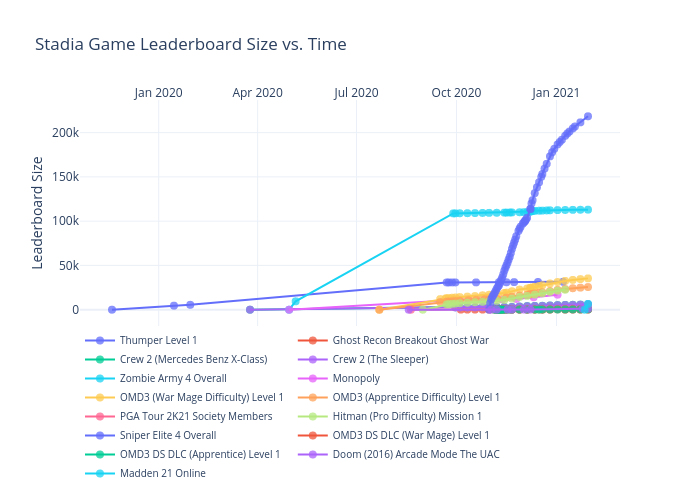 Stadia Game Leaderboard Size vs. Time
Jan 2020 Apr 2020 Jul 2020 Oct 2020 Jan 2021
200k
150k
100k
50k
0
Leaderboard Size
Thumper Level 1 Ghost Recon Breakout Ghost War
Crew 2 (Mercedes Benz X-Class) Crew 2 (The Sleeper)
Zombie Army 4 Overall Monopoly
OMD3 (War Mage Difficulty) Level 1 OMD3 (Apprentice Difficulty) Level 1
PGA Tour 2K21 Society Members Hitman (Pro Difficulty) Mission 1
Sniper Elite 4 Overall OMD3 DS DLC (War Mage) Level 1
OMD3 DS DLC (Apprentice) Level 1 Doom (2016) Arcade Mode The UAC
Madden 21 Online